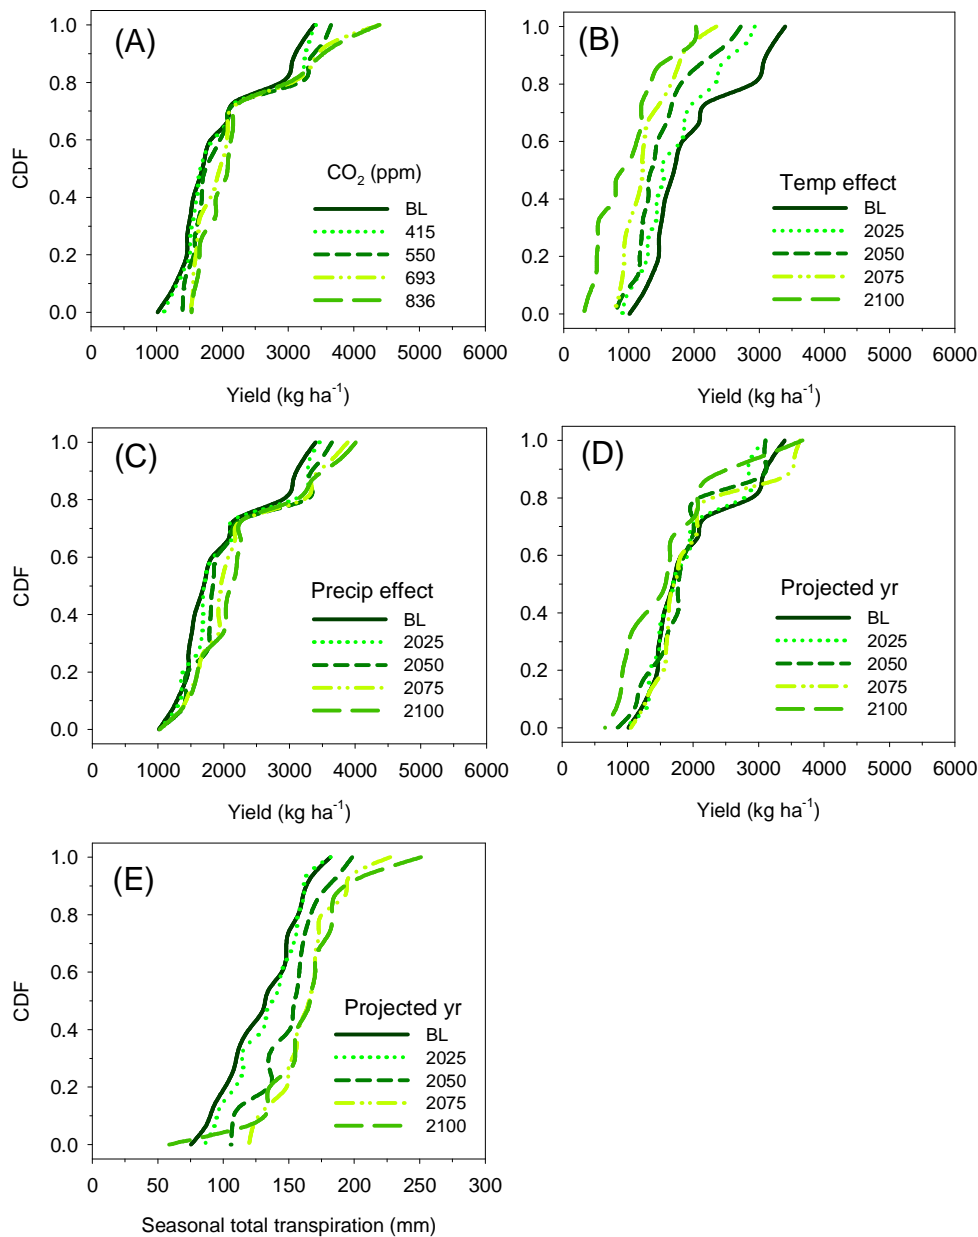 (A)
CDF
1.0
0.8
0.6
0.4
0.2
0.0
CO2 (ppm)
BL
415
550
693
836
0 1000 2000 3000 4000 5000 6000
Yield (kg ha-1)
(B)
1.0
0.8
0.6
0.4
0.2
0.0
Temp effect
BL
2025
2050
2075
2100
0 1000 2000 3000 4000 5000 6000
Yield (kg ha-1)
(C)
CDF
1.0
0.8
0.6
0.4
0.2
0.0
Precip effect
BL
2025
2050
2075
2100
0 1000 2000 3000 4000 5000 6000
Yield (kg ha-1)
(D)
1.0
0.8
0.6
0.4
0.2
0.0
Projected yr
BL
2025
2050
2075
2100
0 1000 2000 3000 4000 5000 6000
Yield (kg ha-1)
(E)
CDF
1.0
0.8
0.6
0.4
0.2
0.0
Projected yr
BL
2025
2050
2075
2100
0 50 100 150 200 250 300
Seasonal total transpiration (mm)